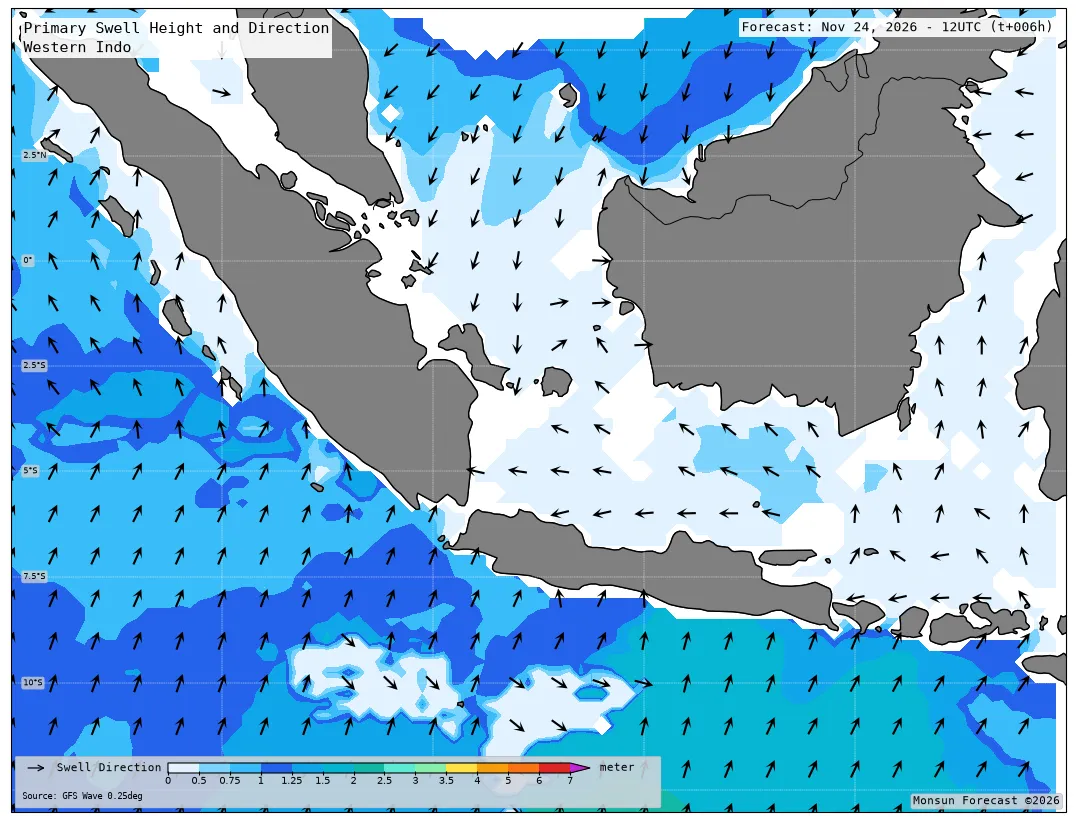 Primary Swell Height and Direction
Western Indo
Forecast: Nov 24, 2026 - 12UTC (t+006h)
2.5°N
0°
2.5°S
5°S
7.5°S
10°S
Swell Direction
0 0.5 0.75 1 1.25 1.5 2 2.5 3 3.5 4 5 6 7
meter
Source: GFS Wave 0.25deg
Monsun Forecast ©2026